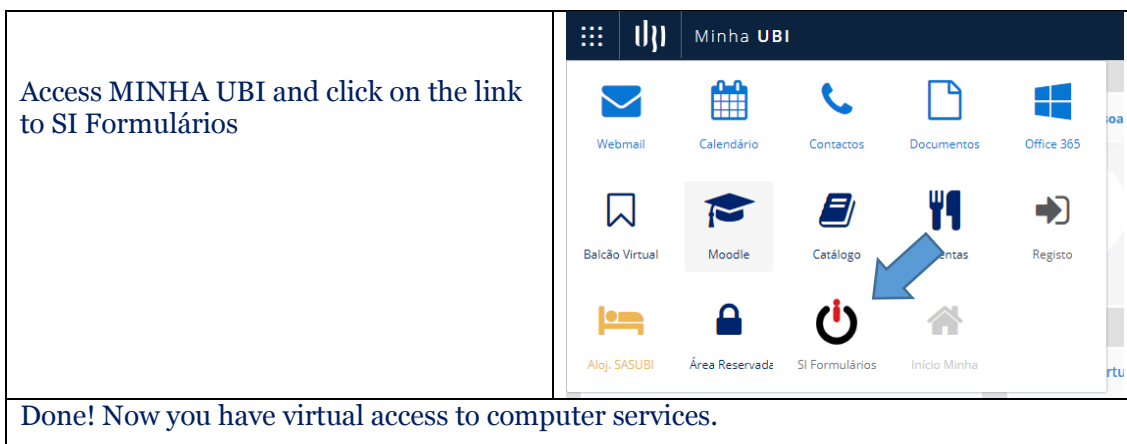 Access MINHA UBI and click on the link
to SI Formulários
Minha UBI
Webmail
Calendário
Contactos
Documentos
Office 365
Balcão Virtual
Moodle
Catálogo
Registo
Aloj. SASUBI
Área Reservada
SI Formulários
Início Minha
Done! Now you have virtual access to computer services.